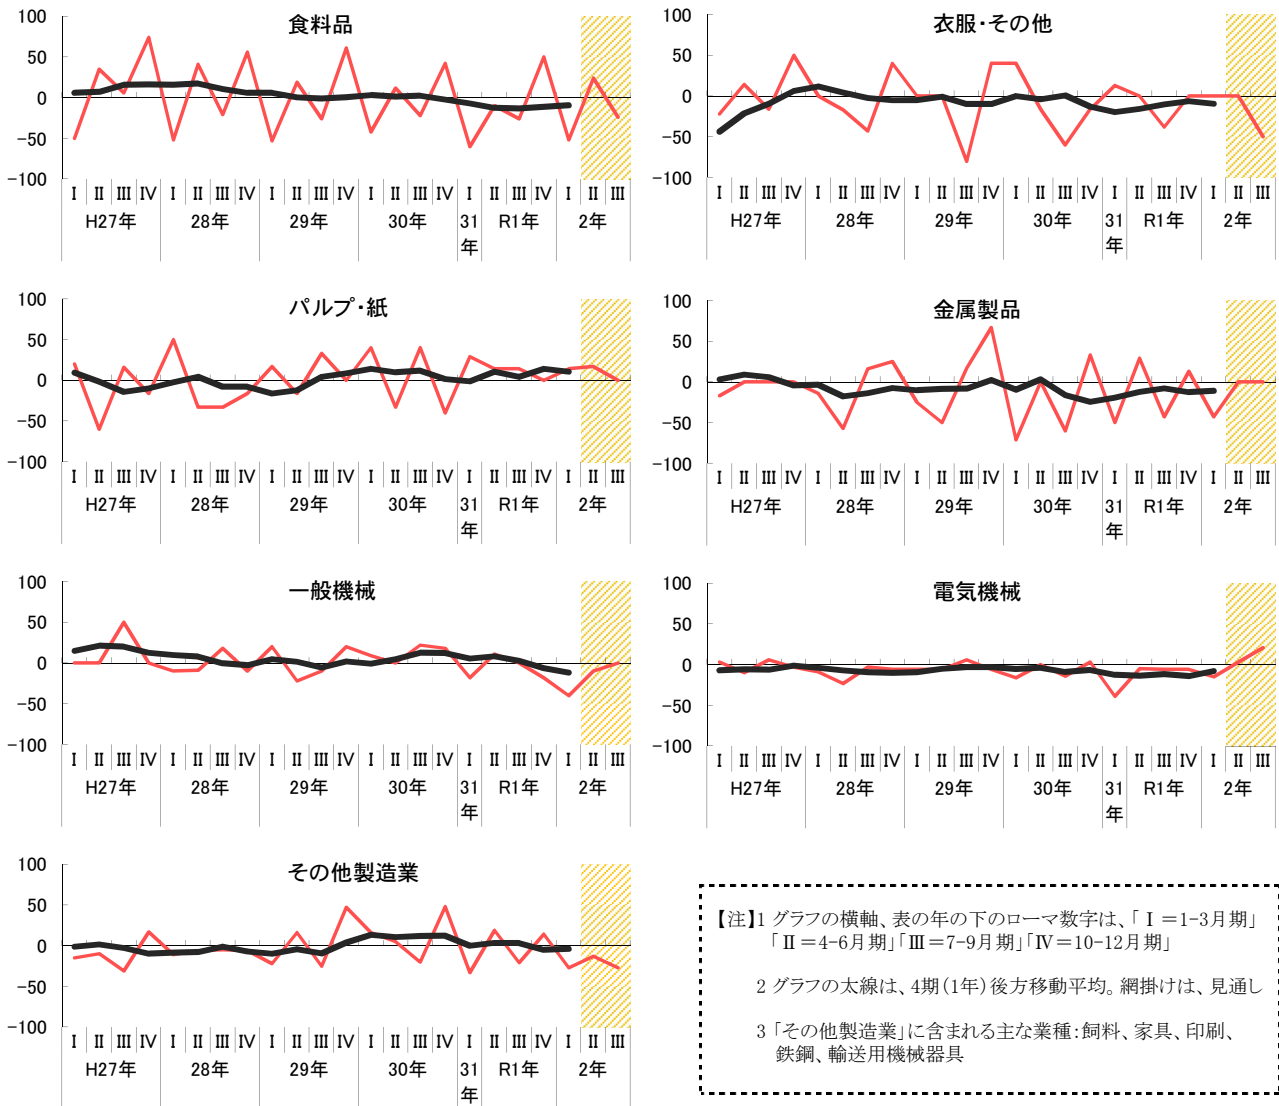 食料品
100
50
0
-50
-100
Ⅰ Ⅱ Ⅲ Ⅳ Ⅰ Ⅱ Ⅲ Ⅳ Ⅰ Ⅱ Ⅲ Ⅳ Ⅰ Ⅱ Ⅲ Ⅳ Ⅰ Ⅱ Ⅲ Ⅳ Ⅰ Ⅱ Ⅲ
H27年 28年 29年 30年 31年 R1年 2年
衣服・その他
100
50
0
-50
-100
Ⅰ Ⅱ Ⅲ Ⅳ Ⅰ Ⅱ Ⅲ Ⅳ Ⅰ Ⅱ Ⅲ Ⅳ Ⅰ Ⅱ Ⅲ Ⅳ Ⅰ Ⅱ Ⅲ Ⅳ Ⅰ Ⅱ Ⅲ
H27年 28年 29年 30年 31年 R1年 2年
パルプ・紙
100
50
0
-50
-100
Ⅰ Ⅱ Ⅲ Ⅳ Ⅰ Ⅱ Ⅲ Ⅳ Ⅰ Ⅱ Ⅲ Ⅳ Ⅰ Ⅱ Ⅲ Ⅳ Ⅰ Ⅱ Ⅲ Ⅳ Ⅰ Ⅱ Ⅲ
H27年 28年 29年 30年 31年 R1年 2年
金属製品
100
50
0
-50
-100
Ⅰ Ⅱ Ⅲ Ⅳ Ⅰ Ⅱ Ⅲ Ⅳ Ⅰ Ⅱ Ⅲ Ⅳ Ⅰ Ⅱ Ⅲ Ⅳ Ⅰ Ⅱ Ⅲ Ⅳ Ⅰ Ⅱ Ⅲ
H27年 28年 29年 30年 31年 R1年 2年
一般機械
100
50
0
-50
-100
Ⅰ Ⅱ Ⅲ Ⅳ Ⅰ Ⅱ Ⅲ Ⅳ Ⅰ Ⅱ Ⅲ Ⅳ Ⅰ Ⅱ Ⅲ Ⅳ Ⅰ Ⅱ Ⅲ Ⅳ Ⅰ Ⅱ Ⅲ
H27年 28年 29年 30年 31年 R1年 2年
電気機械
100
50
0
-50
-100
Ⅰ Ⅱ Ⅲ Ⅳ Ⅰ Ⅱ Ⅲ Ⅳ Ⅰ Ⅱ Ⅲ Ⅳ Ⅰ Ⅱ Ⅲ Ⅳ Ⅰ Ⅱ Ⅲ Ⅳ Ⅰ Ⅱ Ⅲ
H27年 28年 29年 30年 31年 R1年 2年
その他製造業
100
50
0
-50
-100
Ⅰ Ⅱ Ⅲ Ⅳ Ⅰ Ⅱ Ⅲ Ⅳ Ⅰ Ⅱ Ⅲ Ⅳ Ⅰ Ⅱ Ⅲ Ⅳ Ⅰ Ⅱ Ⅲ Ⅳ Ⅰ Ⅱ Ⅲ
H27年 28年 29年 30年 31年 R1年 2年
【注】1 グラフの横軸、表の年の下のローマ数字は、「Ⅰ=1-3月期」
「Ⅱ=4-6月期」「Ⅲ=7-9月期」「Ⅳ=10-12月期」
2 グラフの太線は、4期(1年)後方移動平均。網掛けは、見通し
3 「その他製造業」に含まれる主な業種:飼料、家具、印刷、
鉄鋼、輸送用機械器具